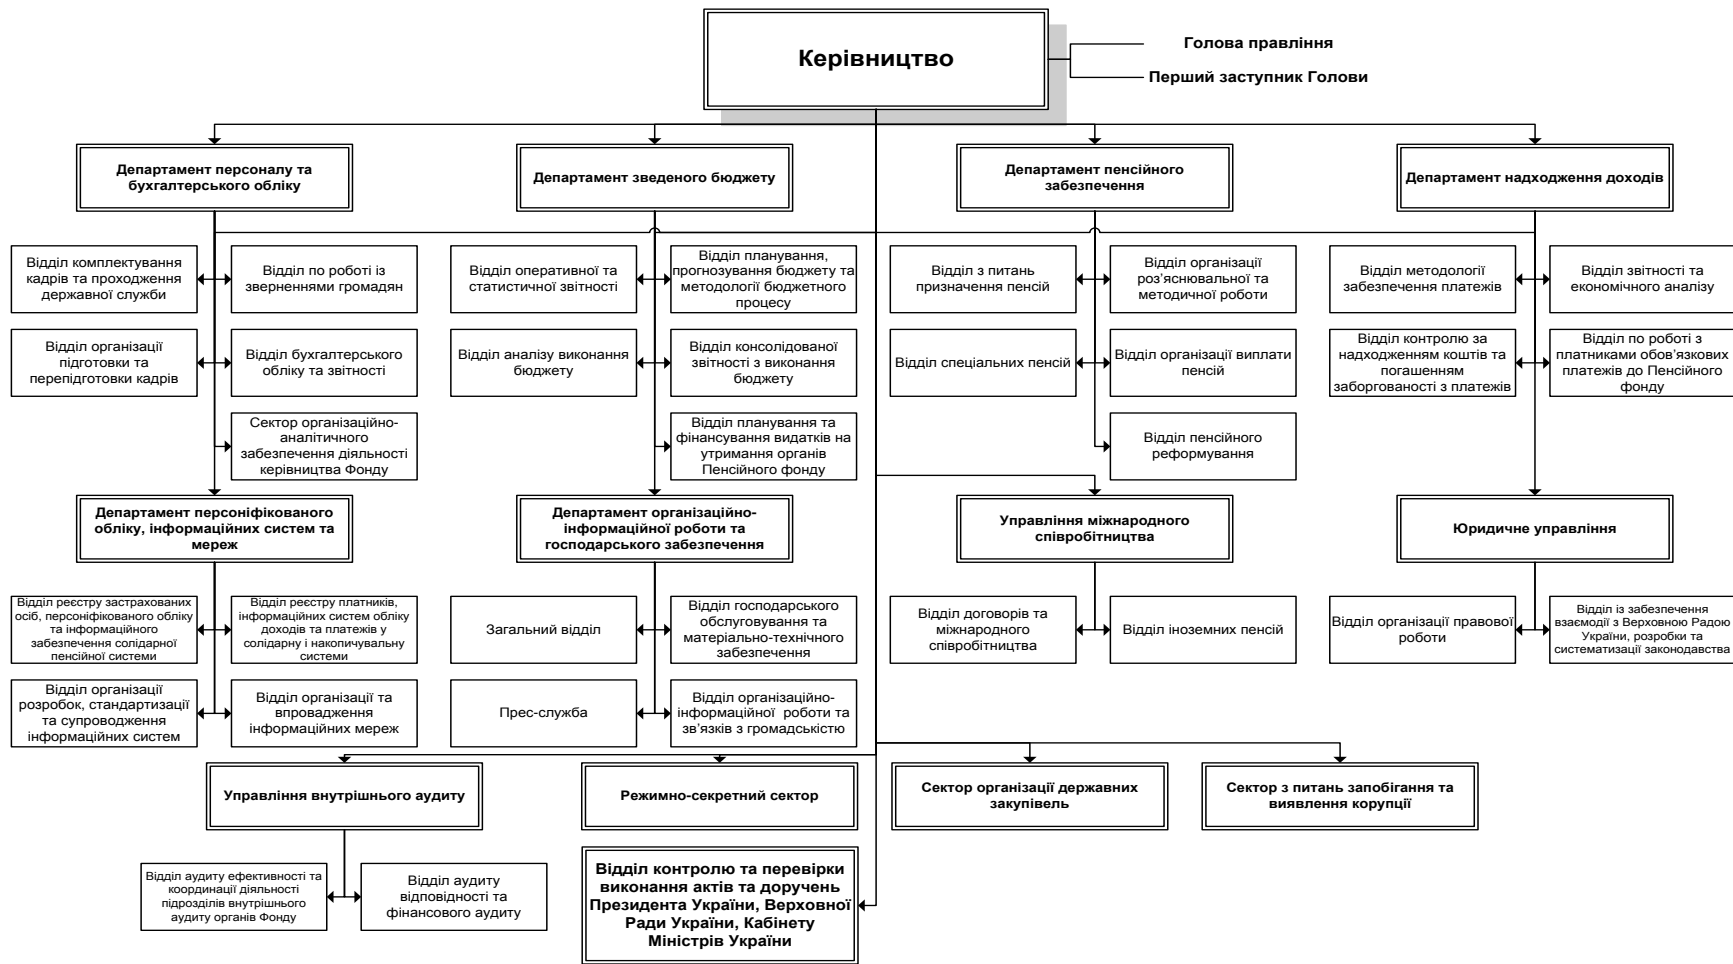 Керівництво
Голова правління
Перший заступник Голови
Департамент персоналу та
бухгалтерського обліку
Департамент зведеного бюджету
Департамент пенсійного
забезпечення
Департамент надходження доходів
Відділ комплектування
кадрів та проходження
державної служби
Відділ по роботі із
зверненнями громадян
Відділ оперативної та
статистичної звітності
Відділ планування,
прогнозування бюджету та
методології бюджетного
процесу
Відділ з питань
призначення пенсій
Відділ організації
роз'яснювальної та
методичної роботи
Відділ методології
забезпечення платежів
Відділ звітності та
економічного аналізу
Відділ організації
підготовки та
перепідготовки кадрів
Відділ бухгалтерського
обліку та звітності
Відділ аналізу виконання
бюджету
Відділ консолідованої
звітності з виконання
бюджету
Відділ спеціальних пенсій
Відділ організації виплати
пенсій
Відділ контролю за
надходженням коштів та
погашенням
заборгованості з платежів
Відділ по роботі з
платниками обов'язкових
платежів до Пенсійного
фонду
Сектор організаційно-
аналітичного
забезпечення діяльності
керівництва Фонду
Відділ планування та
фінансування видатків на
утримання органів
Пенсійного фонду
Відділ пенсійного
реформування
Департамент персоніфікованого
обліку, інформаційних систем та
мереж
Департамент організаційно-
інформаційної роботи та
господарського забезпечення
Управління міжнародного
співробітництва
Юридичне управління
Відділ реєстру застрахованих
осіб, персоніфікованого обліку
та інформаційного
забезпечення солідарної
пенсійної системи
Відділ реєстру платників,
інформаційних систем обліку
доходів та платежів у
солідарну і накопичувальну
системи
Загальний відділ
Відділ господарського
обслуговування та
матеріально-технічного
забезпечення
Відділ договорів та
міжнародного
співробітництва
Відділ іноземних пенсій
Відділ організації правової
роботи
Відділ із забезпечення
взаємодії з Верховною Радою
України, розробки та
систематизації законодавства
Відділ організації
розробок, стандартизації
та супроводження
інформаційних систем
Відділ організації та
впровадження
інформаційних мереж
Прес-служба
Відділ організаційно-
інформаційної роботи та
зв'язків з громадськістю
Управління внутрішнього аудиту
Режимно-секретний сектор
Сектор організації державних
закупівель
Сектор з питань запобігання та
виявлення корупції
Відділ аудиту ефективності та
координації діяльності
підрозділів внутрішнього
аудиту органів Фонду
Відділ аудиту
відповідності та
фінансового аудиту
Відділ контролю та перевірки
виконання актів та доручень
Президента України, Верховної
Ради України, Кабінету
Міністрів України